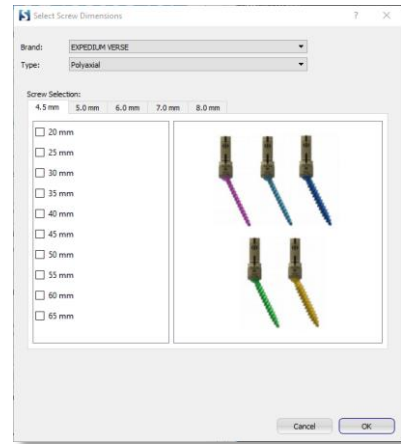 Select Screw Dimensions
Brand: EXPEDIUM VERSE
Type: Polyaxial
Screw Selection:
4.5 mm 5.0 mm 6.0 mm 7.0 mm 8.0 mm
20 mm
25 mm
30 mm
35 mm
40 mm
45 mm
50 mm
55 mm
60 mm
65 mm
Cancel OK